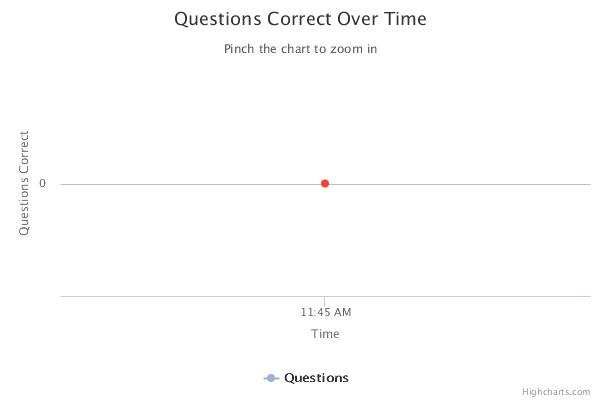 Questions Correct Over Time
Pinch the chart to zoom in
Questions Correct
0
11:45 AM
Time
Questions
Highcharts.com